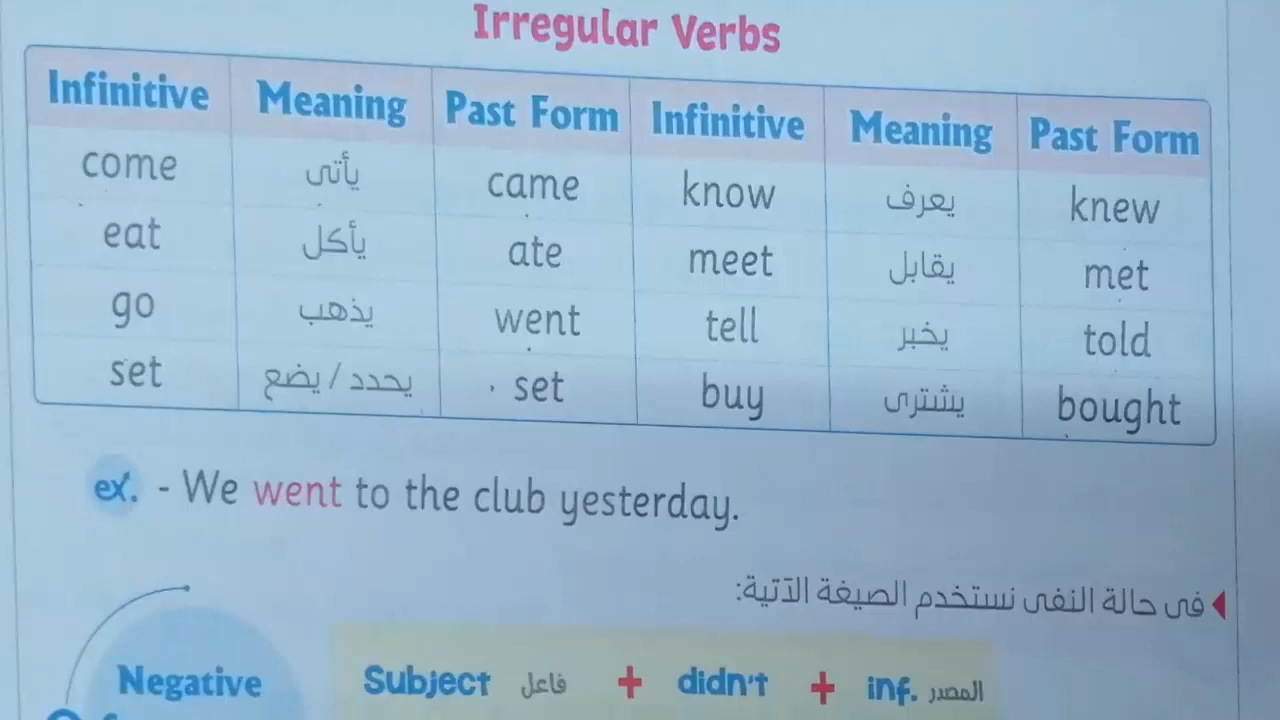 Irregular Verbs
Infinitive Meaning Past Form Infinitive Meaning Past Form
come يأتى came know يعرف knew
eat يأكل ate meet يقابل met
go يذهب went tell يخبر told
set يحدد / يضع set buy يشترى bought
ex. - We went to the club yesterday.
فى حالة النفى نستخدم الصيغة الآتية:
Negative Subject فاعل + didn't + inf. المصدر